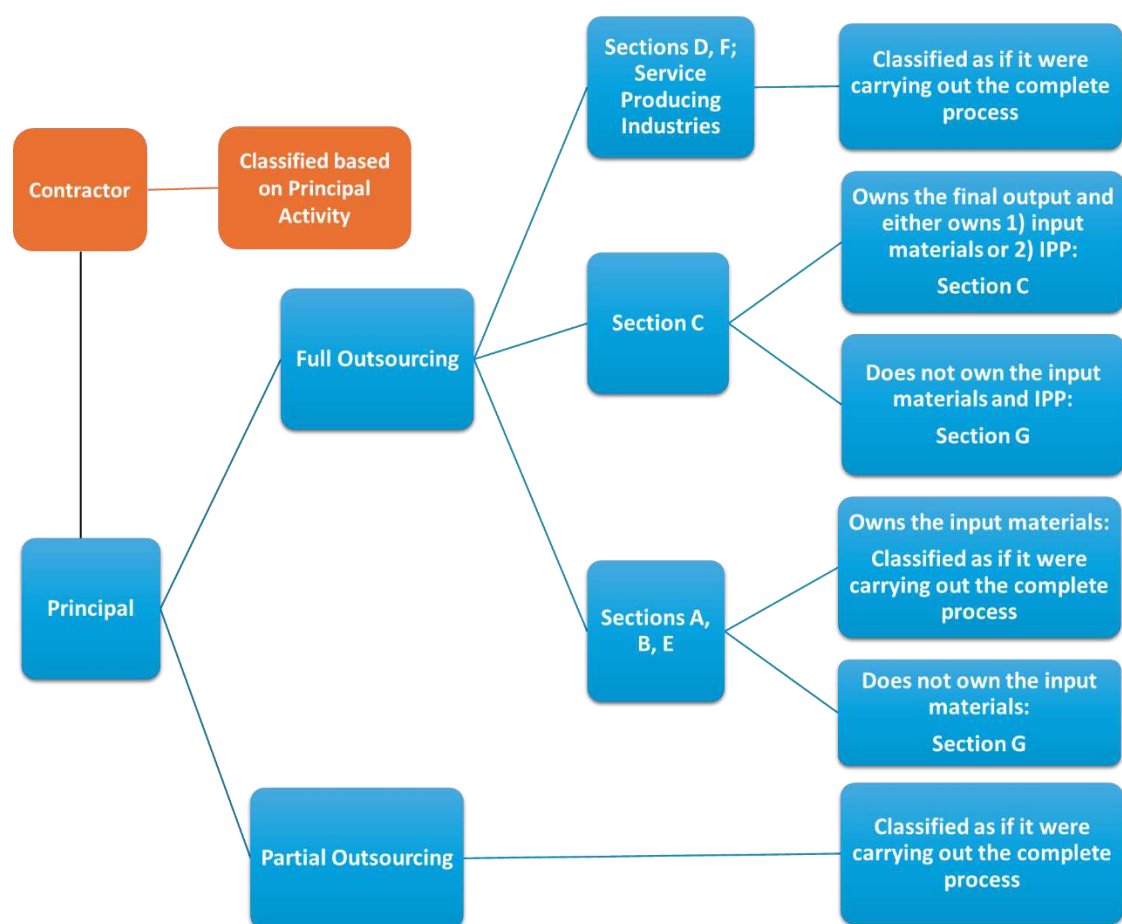 Contractor
Classified based
on Principal
Activity
Principal
Full Outsourcing
Partial Outsourcing
Sections D, F;
Service
Producing
Industries
Section C
Sections A,
B, E
Classified as if it were
carrying out the complete
process
Owns the final output and
either owns 1) input
materials or 2) IPP:
Section C
Does not own the input
materials and IPP:
Section G
Owns the input materials:
Classified as if it were
carrying out the complete
process
Does not own the input
materials:
Section G
Classified as if it were
carrying out the complete
process